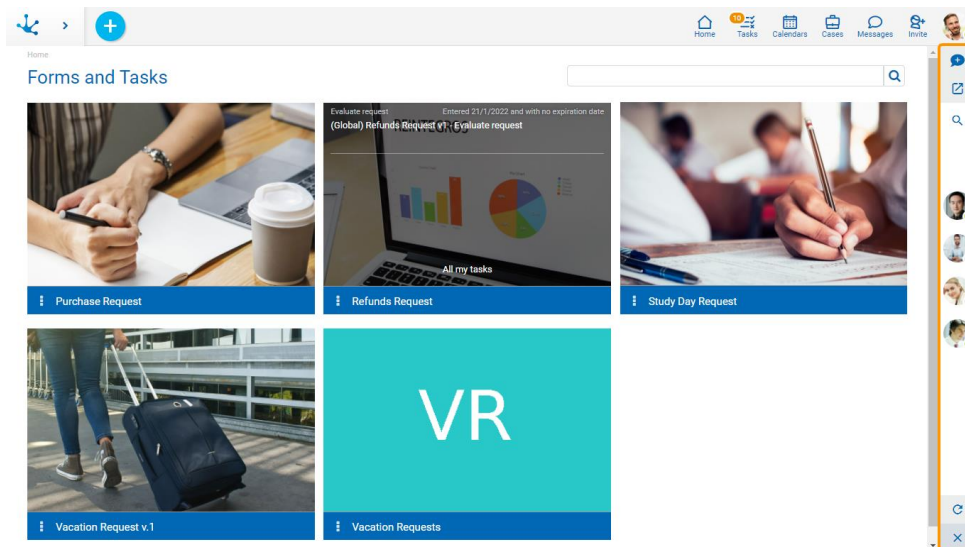 10
Home
Tasks
Calendars
Cases
Messages
Invite
Home
Forms and Tasks
Evaluate request
Entered 21/1/2022 and with no expiration date
(Global) Refunds Request v1 - Evaluate request
REINTEGROS
All my tasks
Purchase Request
Refunds Request
Study Day Request
VR
Vacation Request v.1
Vacation Requests